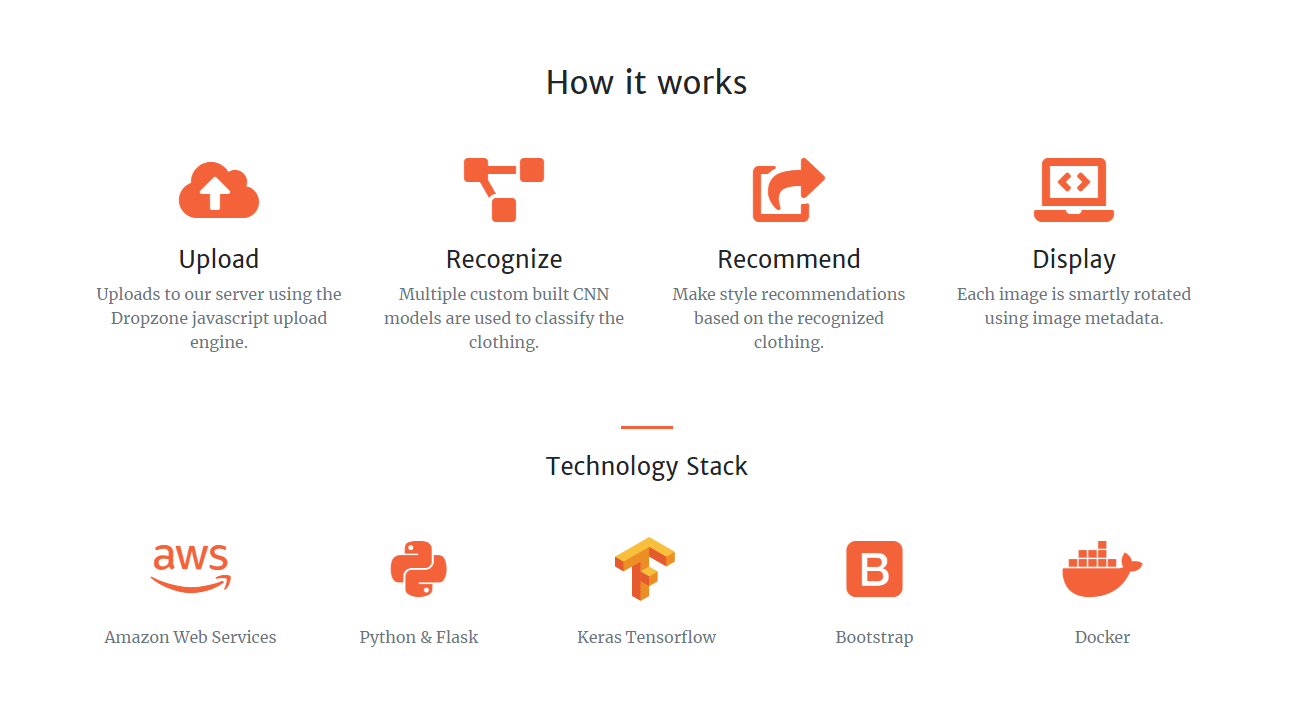 How it works
Upload
Uploads to our server using the
Dropzone javascript upload
engine.
Recognize
Multiple custom built CNN
models are used to classify the
clothing.
Recommend
Make style recommendations
based on the recognized
clothing.
Display
Each image is smartly rotated
using image metadata.
Technology Stack
aws
Amazon Web Services
Python & Flask
Keras Tensorflow
B
Bootstrap
Docker